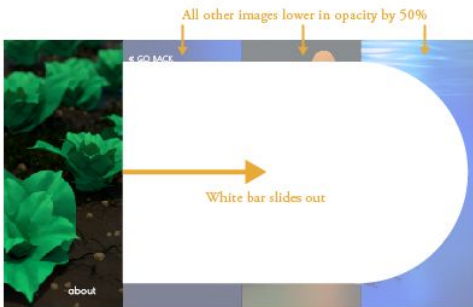 All other images lower in opacity by 50%
« GO BACK
White bar slides out
about